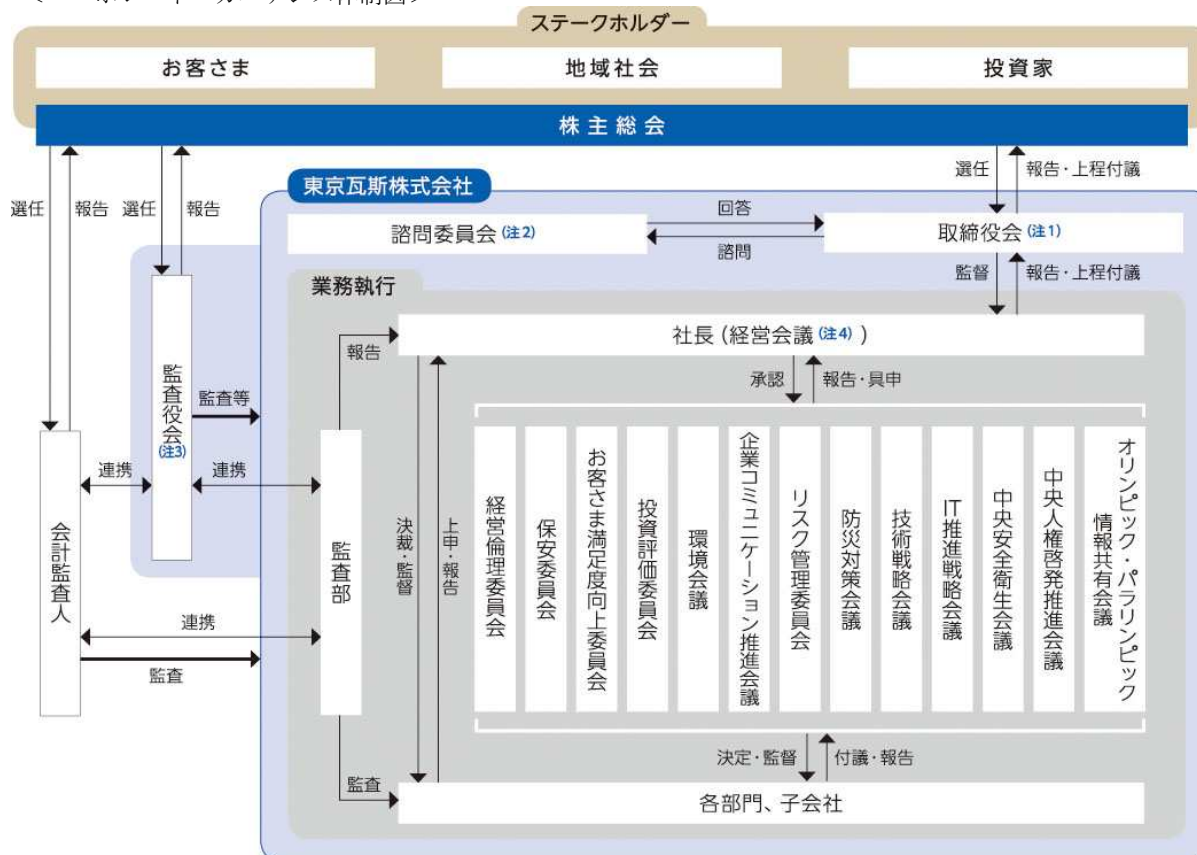 ステークホルダー
お客さま
地域社会
投資家
株主総会
選任
報告
選任
報告
選任
報告・上程付議
東京瓦斯株式会社
諮問委員会(注2)
回答
諮問
取締役会(注1)
監督
報告・上程付議
業務執行
社長(経営会議(注4))
報告
承認
報告・具申
監査役会(注3)
監査等
連携
連携
会計監査人
監査部
決裁・監督
上申・報告
経営倫理委員会
保安委員会
お客さま満足度向上委員会
投資評価委員会
環境会議
企業コミュニケーション推進会議
リスク管理委員会
防災対策会議
技術戦略会議
IT推進戦略会議
中央安全衛生会議
中央人権啓発推進会議
オリンピック・パラリンピック
情報共有会議
連携
監査
決定・監督
付議・報告
監査
各部門、子会社